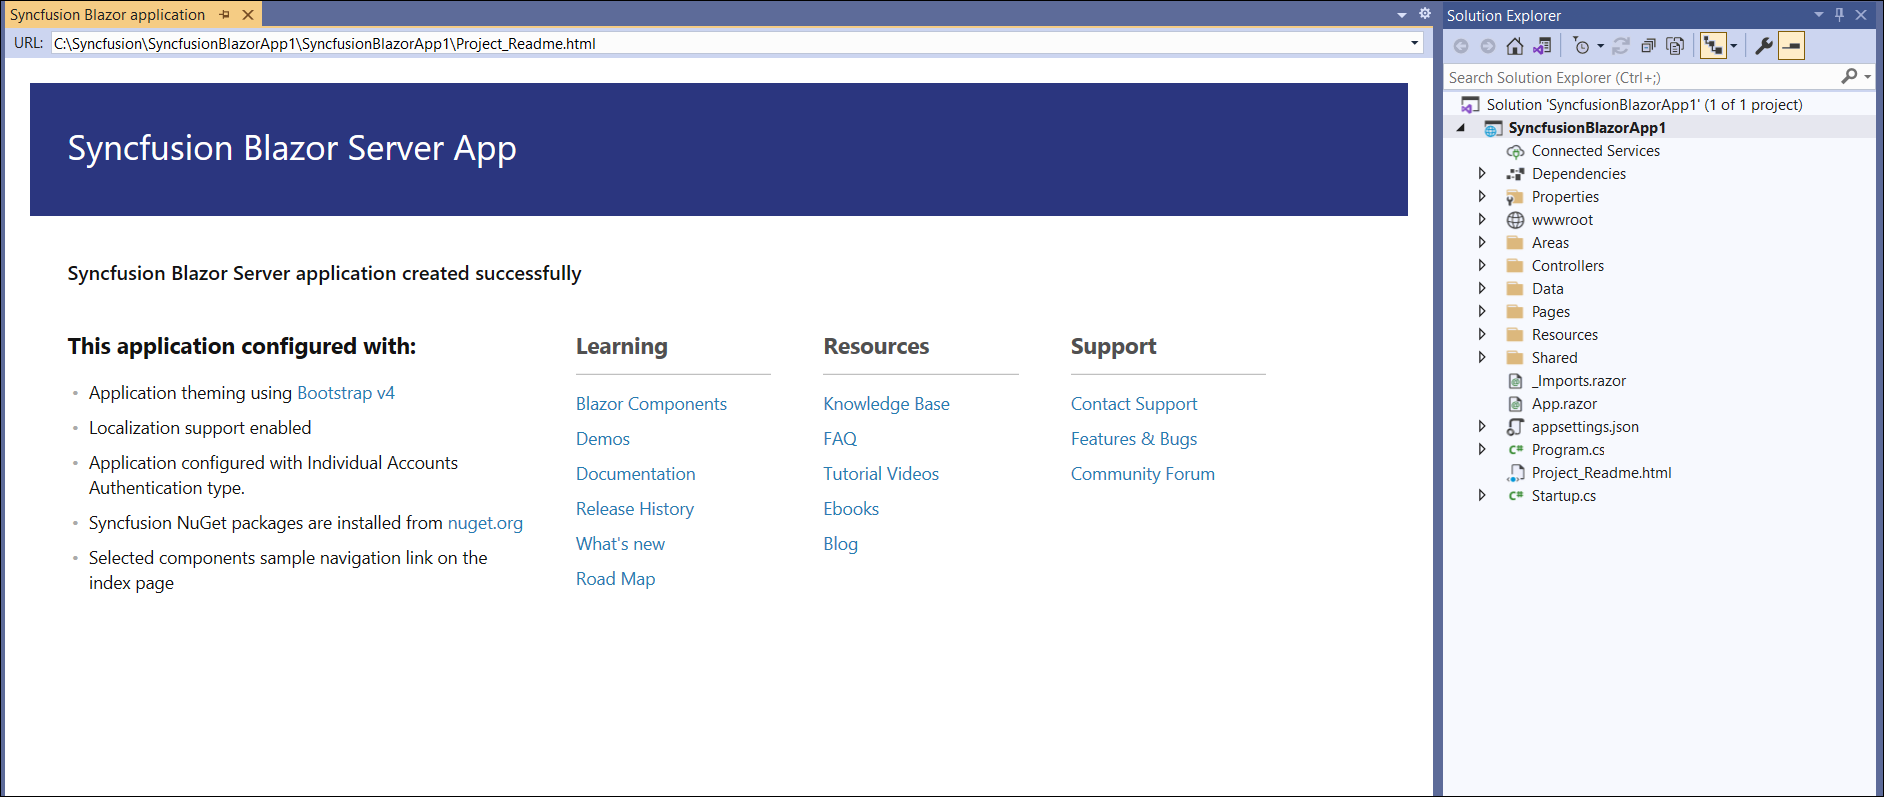 Syncfusion Blazor application
URL: C:\Syncfusion\SyncfusionBlazorApp1\SyncfusionBlazorApp1\Project_Readme.html
Syncfusion Blazor Server App
Syncfusion Blazor Server application created successfully
This application configured with:
Application theming using Bootstrap v4
Localization support enabled
Application configured with Individual Accounts
Authentication type.
Syncfusion NuGet packages are installed from nuget.org
Selected components sample navigation link on the
index page
Learning
Blazor Components
Demos
Documentation
Release History
What's new
Road Map
Resources
Knowledge Base
FAQ
Tutorial Videos
Ebooks
Blog
Support
Contact Support
Features & Bugs
Community Forum
Solution Explorer
Search Solution Explorer (Ctrl+;)
Solution 'SyncfusionBlazorApp1' (1 of 1 project)
SyncfusionBlazorApp1
Connected Services
Dependencies
Properties
wwwroot
Areas
Controllers
Data
Pages
Resources
Shared
_Imports.razor
App.razor
appsettings.json
C# Program.cs
Project_Readme.html
C# Startup.cs